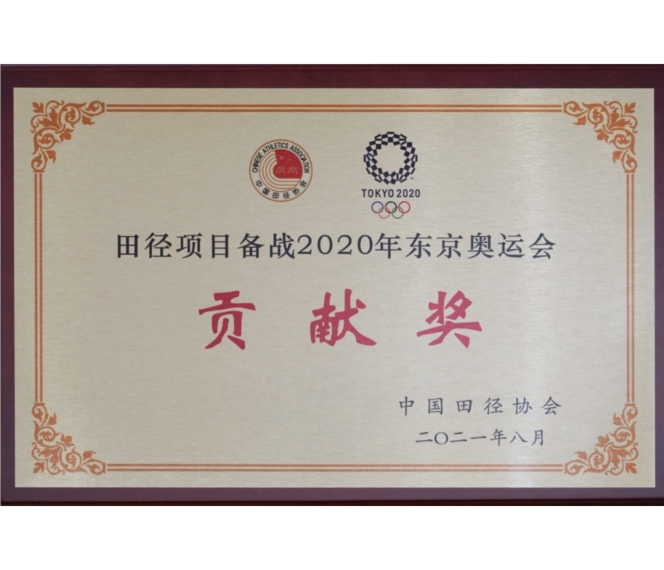 CHINESE ATHLETICS ASSOCIATION
中国田径协会
TOKYO 2020
田径项目备战2020年东京奥运会
贡献奖
中国田径协会
二〇二一年八月